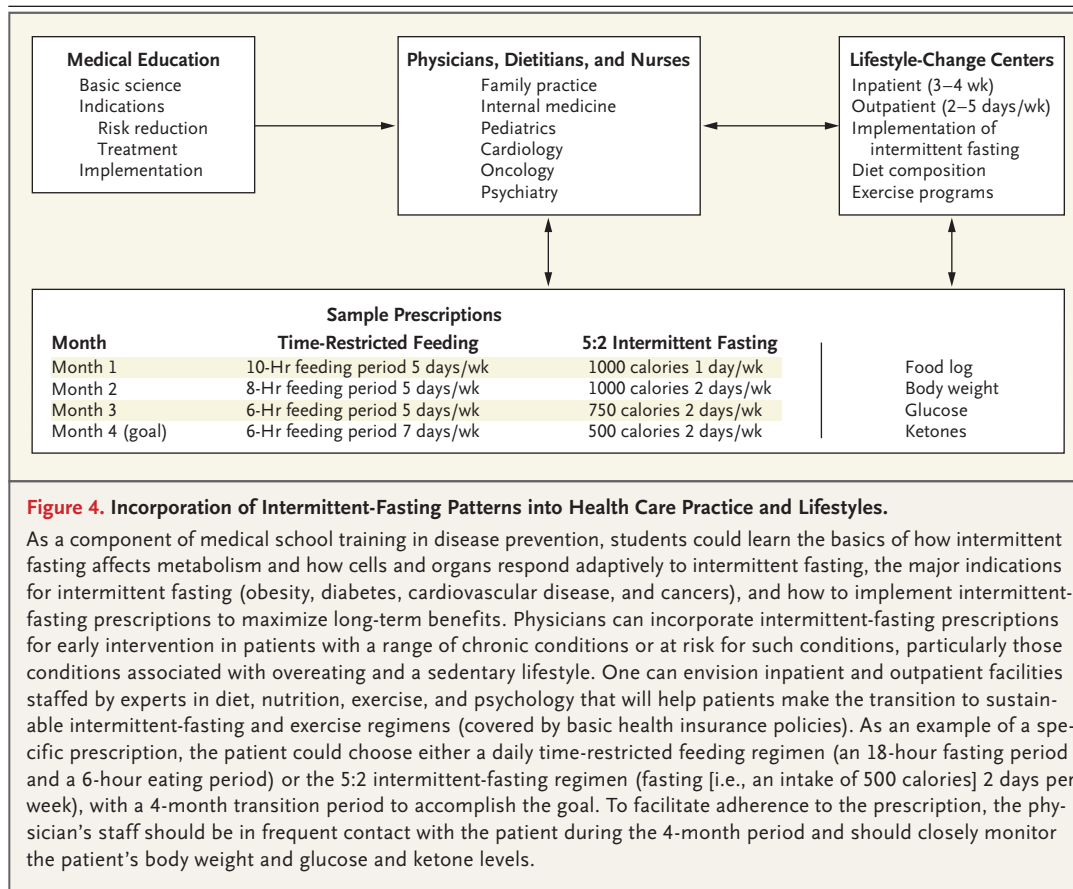 Medical Education
Basic science
Indications
Risk reduction
Treatment
Implementation
Physicians, Dietitians, and Nurses
Family practice
Internal medicine
Pediatrics
Cardiology
Oncology
Psychiatry
Lifestyle-Change Centers
Inpatient (3–4 wk)
Outpatient (2–5 days/wk)
Implementation of
intermittent fasting
Diet composition
Exercise programs
Sample Prescriptions
Month Time-Restricted Feeding 5:2 Intermittent Fasting
Month 1 10-Hr feeding period 5 days/wk 1000 calories 1 day/wk Food log
Month 2 8-Hr feeding period 5 days/wk 1000 calories 2 days/wk Body weight
Month 3 6-Hr feeding period 5 days/wk 750 calories 2 days/wk Glucose
Month 4 (goal) 6-Hr feeding period 7 days/wk 500 calories 2 days/wk Ketones
Figure 4. Incorporation of Intermittent-Fasting Patterns into Health Care Practice and Lifestyles.
As a component of medical school training in disease prevention, students could learn the basics of how intermittent
fasting affects metabolism and how cells and organs respond adaptively to intermittent fasting, the major indications
for intermittent fasting (obesity, diabetes, cardiovascular disease, and cancers), and how to implement intermittent-
fasting prescriptions to maximize long-term benefits. Physicians can incorporate intermittent-fasting prescriptions
for early intervention in patients with a range of chronic conditions or at risk for such conditions, particularly those
conditions associated with overeating and a sedentary lifestyle. One can envision inpatient and outpatient facilities
staffed by experts in diet, nutrition, exercise, and psychology that will help patients make the transition to sustain-
able intermittent-fasting and exercise regimens (covered by basic health insurance policies). As an example of a spe-
cific prescription, the patient could choose either a daily time-restricted feeding regimen (an 18-hour fasting period
and a 6-hour eating period) or the 5:2 intermittent-fasting regimen (fasting [i.e., an intake of 500 calories] 2 days per
week), with a 4-month transition period to accomplish the goal. To facilitate adherence to the prescription, the phy-
sician's staff should be in frequent contact with the patient during the 4-month period and should closely monitor
the patient's body weight and glucose and ketone levels.